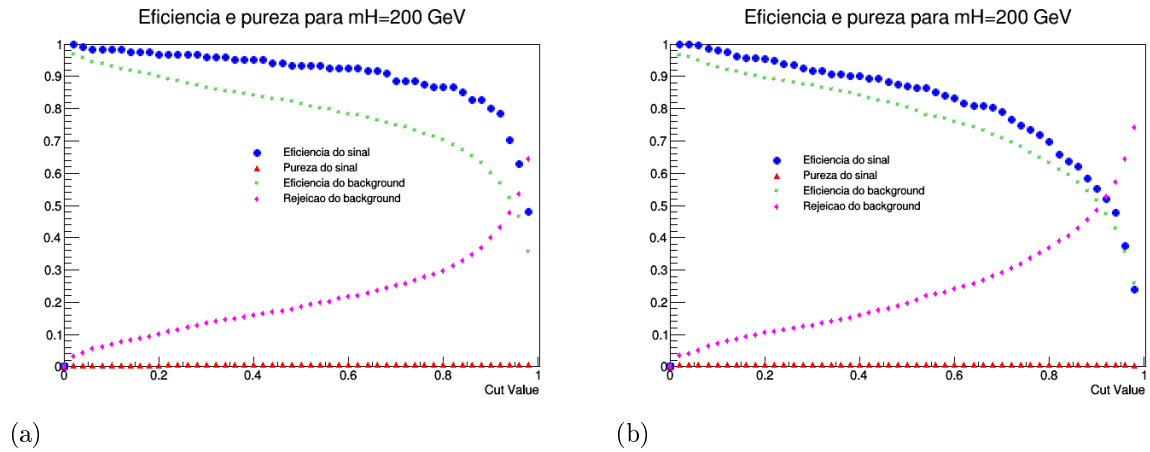 Eficiencia e pureza para mH=200 GeV
1
0.9
0.8
0.7
0.6
0.5
0.4
0.3
0.2
0.1
0
Eficiencia do sinal
Pureza do sinal
Eficiencia do background
Rejeicao do background
0 0.2 0.4 0.6 0.8 1
Cut Value
(a)
Eficiencia e pureza para mH=200 GeV
1
0.9
0.8
0.7
0.6
0.5
0.4
0.3
0.2
0.1
0
Eficiencia do sinal
Pureza do sinal
Eficiencia do background
Rejeicao do background
0 0.2 0.4 0.6 0.8 1
Cut Value
(b)